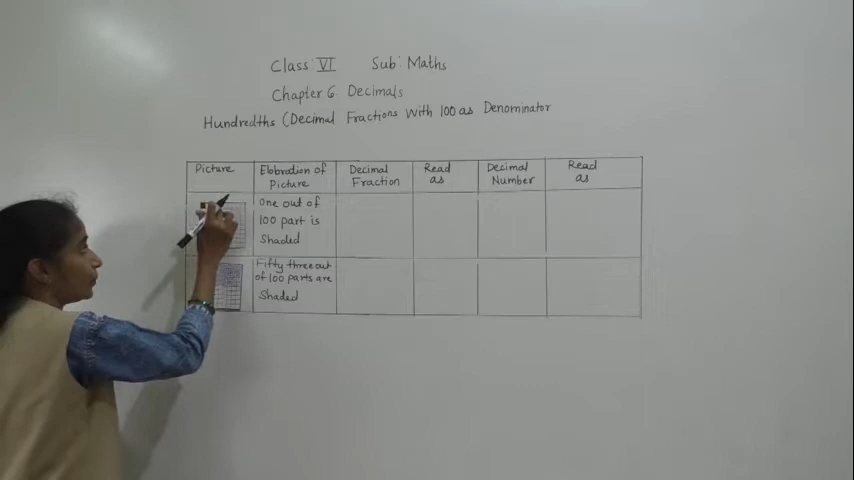 Class: VI Sub: Maths
Chapter 6. Decimals
Hundredths (Decimal Fractions With 100 as Denominator
Picture
Elobration of
Picture
Decimal
Fraction
Read
as
Decimal
Number
Read
as
One out of
100 part is
Shaded
Fifty three out
of 100 parts are
Shaded